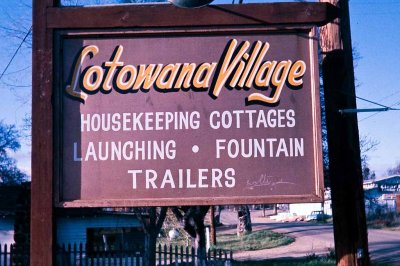 Lotowana Village
HOUSEKEEPING COTTAGES
LAUNCHING • FOUNTAIN
TRAILERS